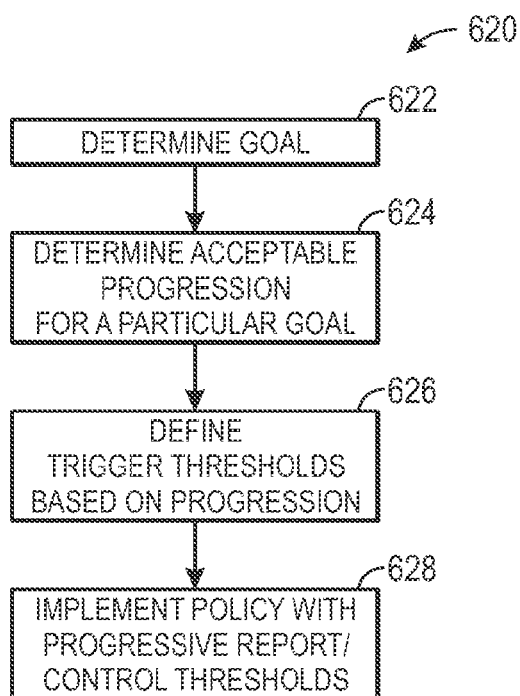 620
622
DETERMINE GOAL
624
DETERMINE ACCEPTABLE
PROGRESSION
FOR A PARTICULAR GOAL
626
DEFINE
TRIGGER THRESHOLDS
BASED ON PROGRESSION
628
IMPLEMENT POLICY WITH
PROGRESSIVE REPORT/
CONTROL THRESHOLDS